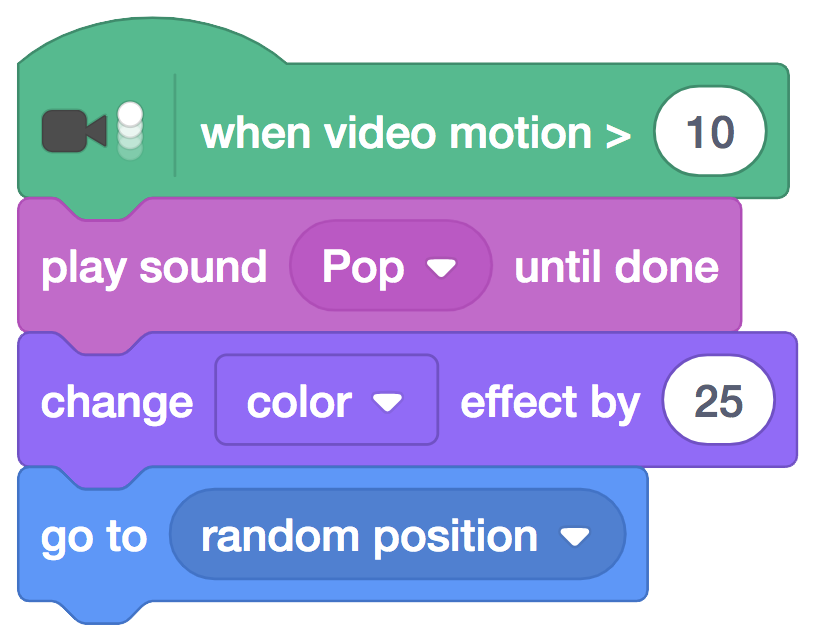 when video motion > 10
play sound Pop until done
change color effect by 25
go to random position